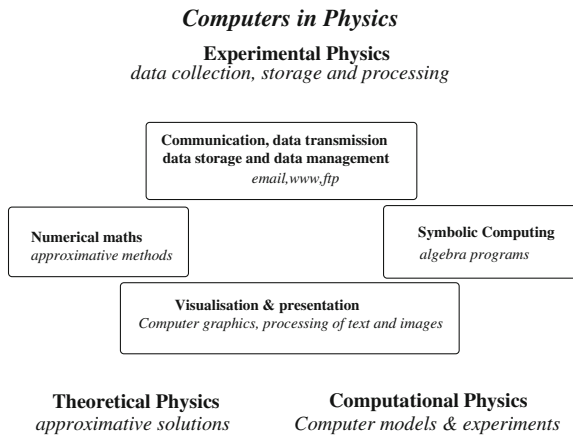 Computers in Physics
Experimental Physics
data collection, storage and processing
Communication, data transmission
data storage and data management
email,www,ftp
Numerical maths
approximative methods
Symbolic Computing
algebra programs
Visualisation & presentation
Computer graphics, processing of text and images
Theoretical Physics
approximative solutions
Computational Physics
Computer models & experiments